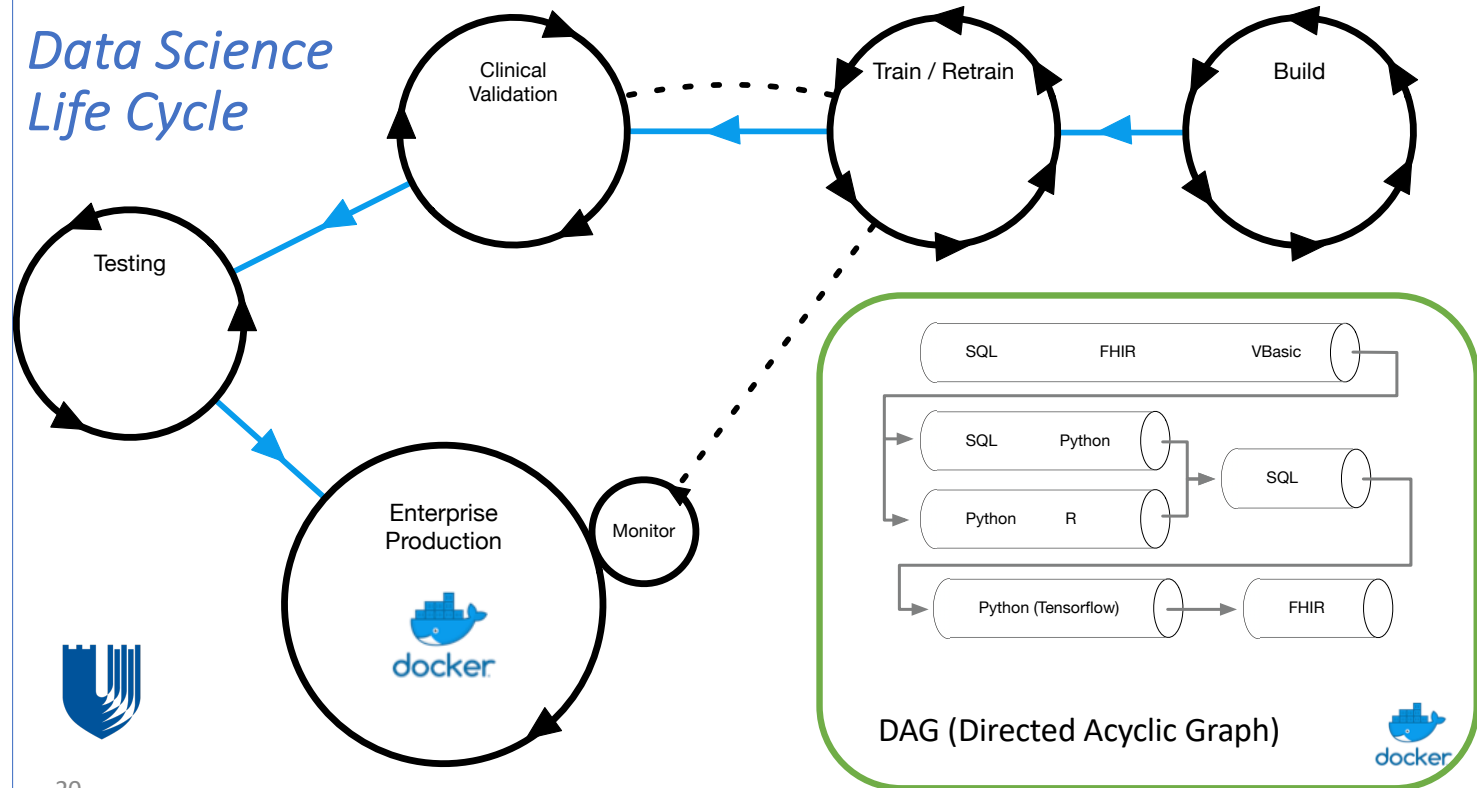 Data Science
Life Cycle
Clinical
Validation
Train / Retrain
Build
Testing
Enterprise
Production
docker
Monitor
SQL FHIR VBasic
SQL Python
Python R
SQL
Python (Tensorflow)
FHIR
DAG (Directed Acyclic Graph)
docker
20